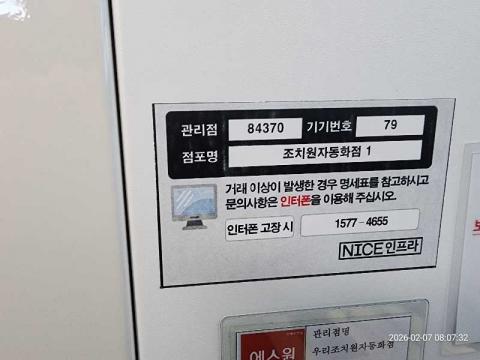 관리점 84370 기기번호 79
점포명 조치원자동화점 1
거래 이상이 발생한 경우 명세표를 참고하시고
문의사항은 인터폰을 이용해 주십시오.
인터폰 고장 시 1577-4655
NICE인프라
에스원
관리점명
우리조치원자동화점
2026-02-07 08:07:32